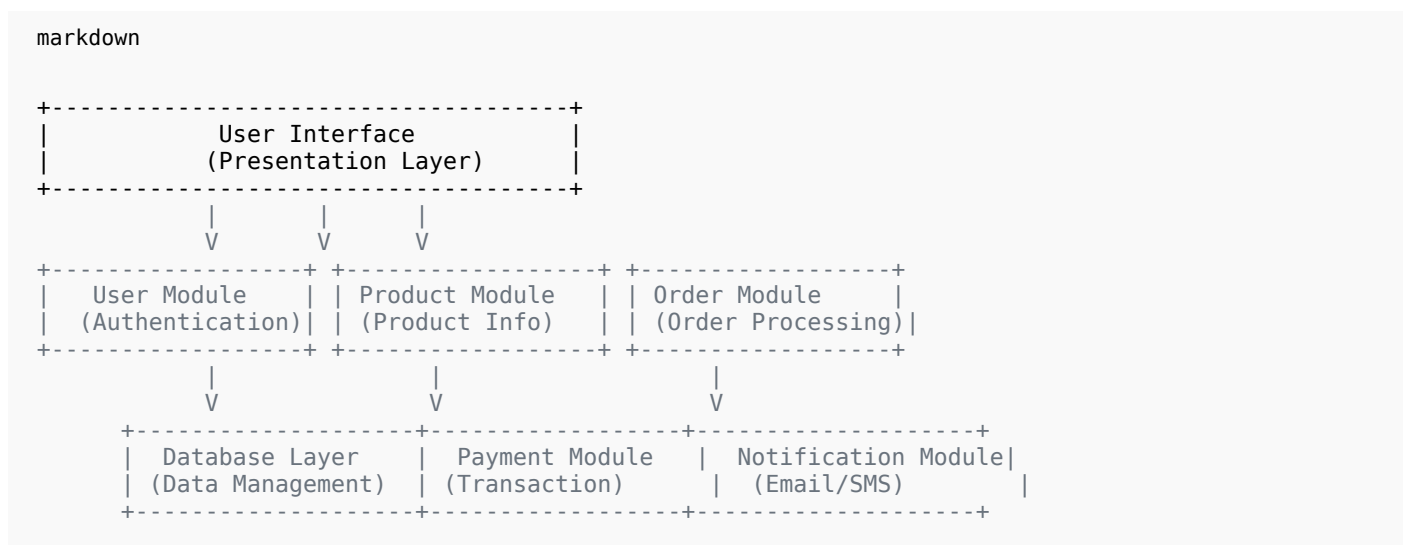 markdown
+-------------------------------------+
|            User Interface           |
|           (Presentation Layer)      |
+-------------------------------------+
            |       |      |
            V       V      V
+------------------+ +------------------+ +------------------+
|   User Module    | | Product Module   | | Order Module     |
|  (Authentication)| | (Product Info)   | | (Order Processing)|
+------------------+ +------------------+ +------------------+
            |               |                   |
            V               V                   V
      +--------------------+------------------+--------------------+
      |  Database Layer    |  Payment Module   |  Notification Module|
      | (Data Management)  | (Transaction)      |  (Email/SMS)        |
      +--------------------+------------------+--------------------+